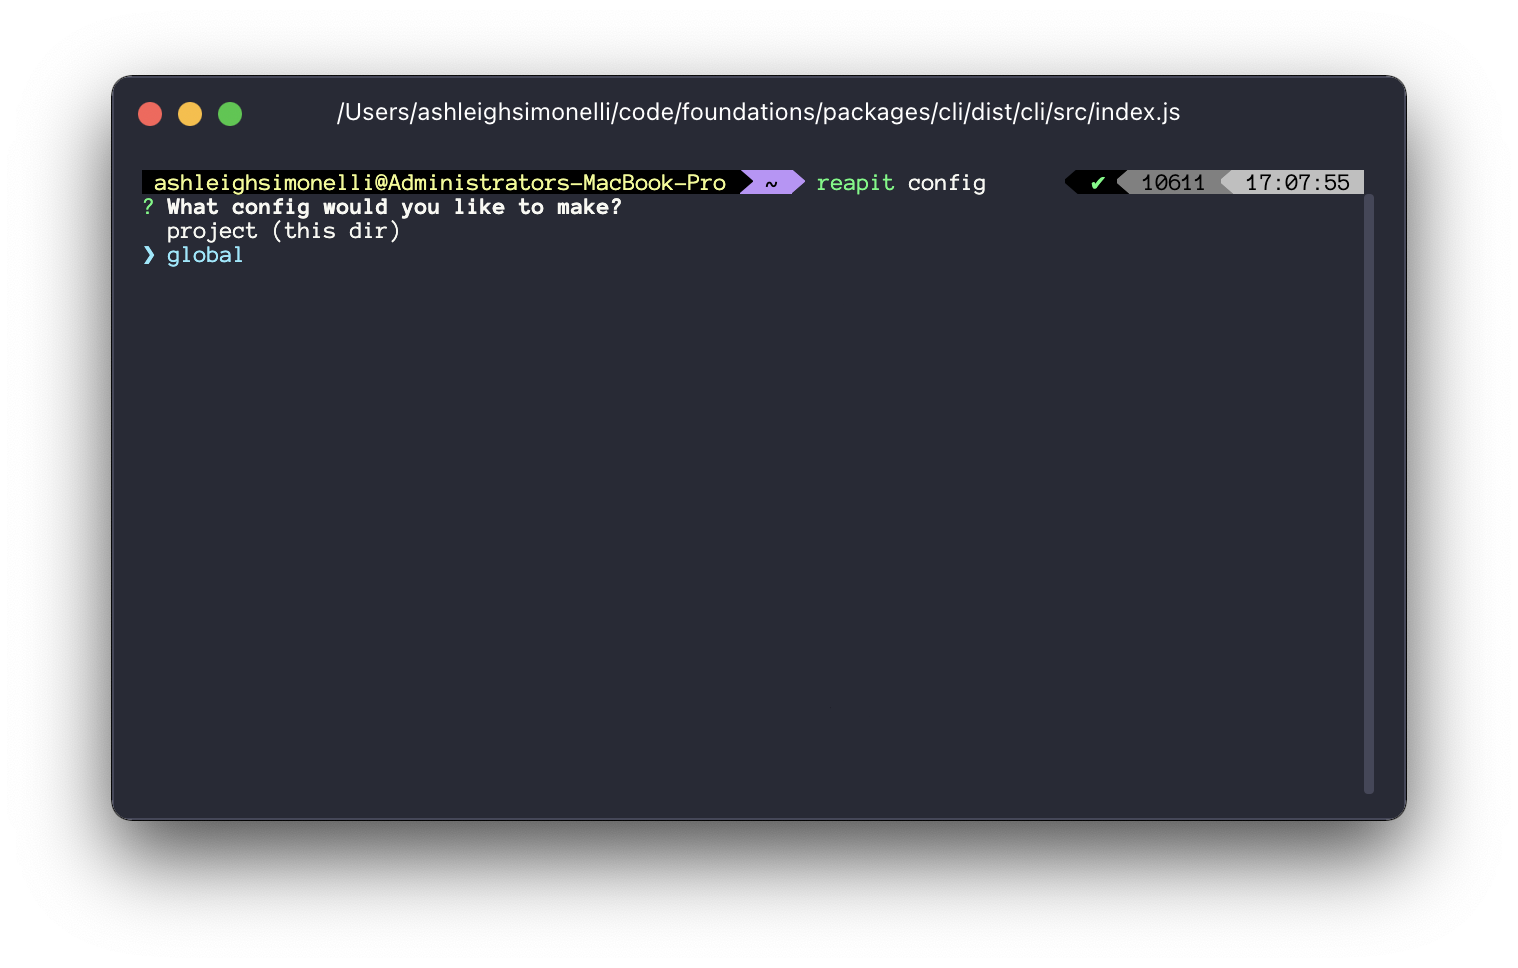 /Users/ashleighsimonelli/code/foundations/packages/cli/dist/cli/src/index.js
ashleighsimonelli@Administrators-MacBook-Pro ~ reapit config ✔ 10611 17:07:55
? What config would you like to make?
project (this dir)
❯ global